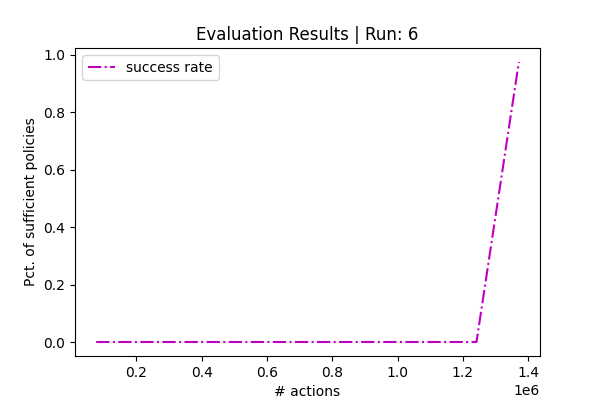 Evaluation Results | Run: 6
success rate
Pct. of sufficient policies
1.0
0.8
0.6
0.4
0.2
0.0
0.2 0.4 0.6 0.8 1.0 1.2 1.4
1e6
# actions